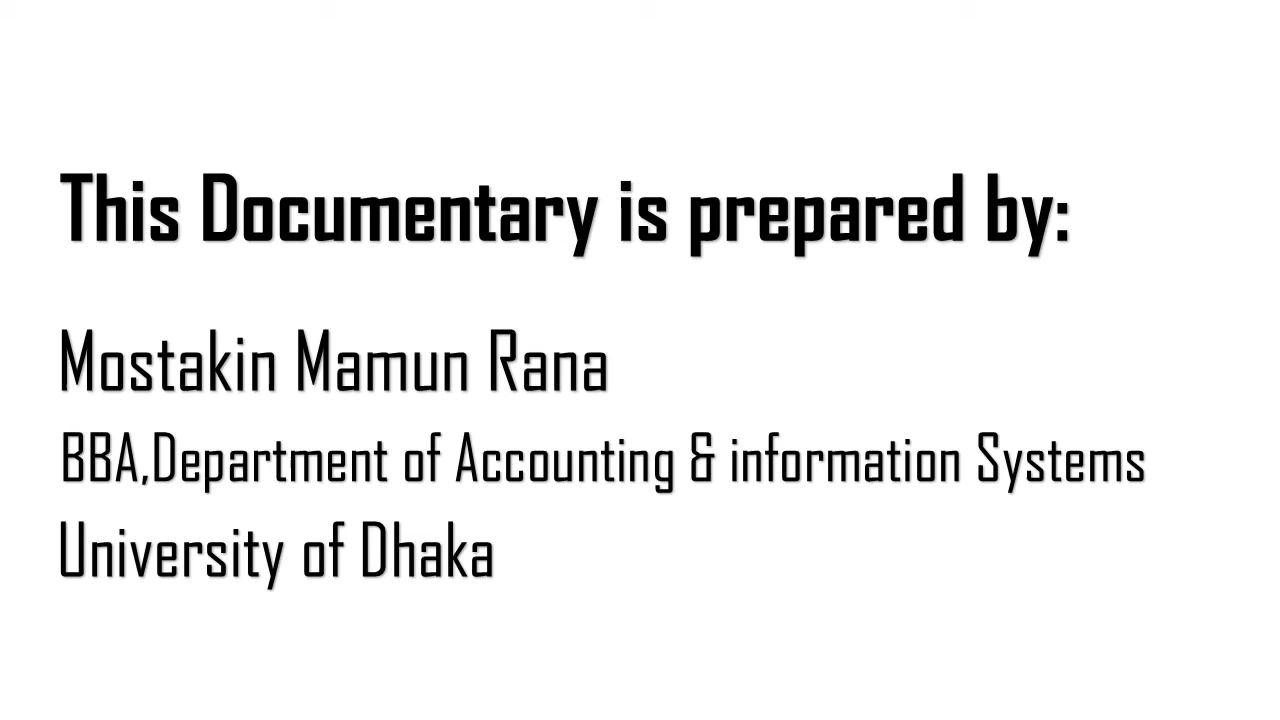 This Documentary is prepared by:
Mostakin Mamun Rana
BBA,Department of Accounting & information Systems
University of Dhaka